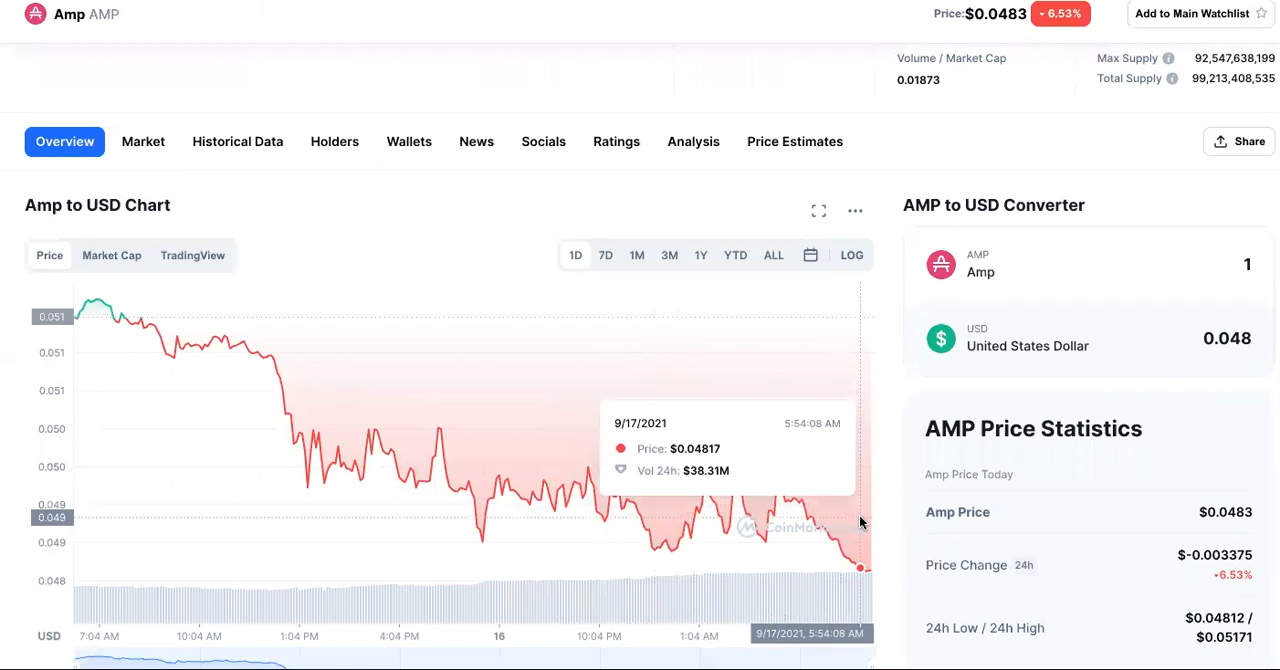 Amp AMP
Price: $0.0483 6.53%
Add to Main Watchlist
Volume / Market Cap
0.01873
Max Supply 92,547,638,199
Total Supply 99,213,408,535
Overview Market Historical Data Holders Wallets News Socials Ratings Analysis Price Estimates
Share
Amp to USD Chart
Price Market Cap TradingView
1D 7D 1M 3M 1Y YTD ALL LOG
0.051
0.051
0.051
0.050
0.050
0.049
0.049
0.049
0.048
9/17/2021 5:54:08 AM
Price: $0.04817
Vol 24h: $38.31M
USD 7:04 AM 10:04 AM 1:04 PM 4:04 PM 16 10:04 PM 1:04 AM 9/17/2021, 5:54:08 AM
AMP to USD Converter
AMP
Amp 1
USD
United States Dollar 0.048
AMP Price Statistics
Amp Price Today
Amp Price $0.0483
Price Change 24h $-0.003375
6.53%
24h Low / 24h High $0.04812 /
$0.05171